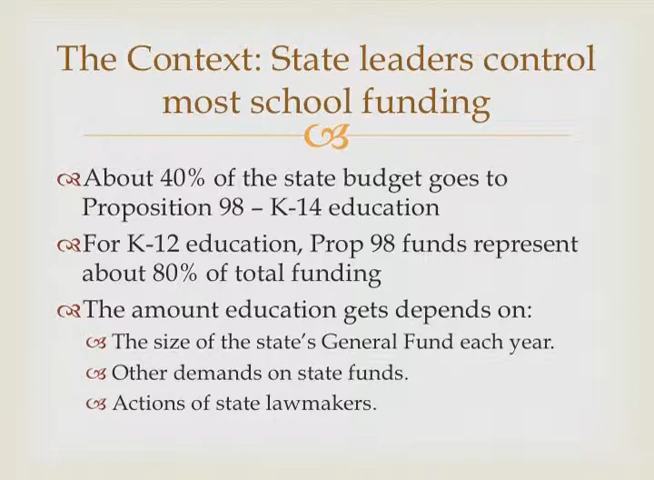 The Context: State leaders control
most school funding
About 40% of the state budget goes to
Proposition 98 – K-14 education
For K-12 education, Prop 98 funds represent
about 80% of total funding
The amount education gets depends on:
The size of the state's General Fund each year.
Other demands on state funds.
Actions of state lawmakers.